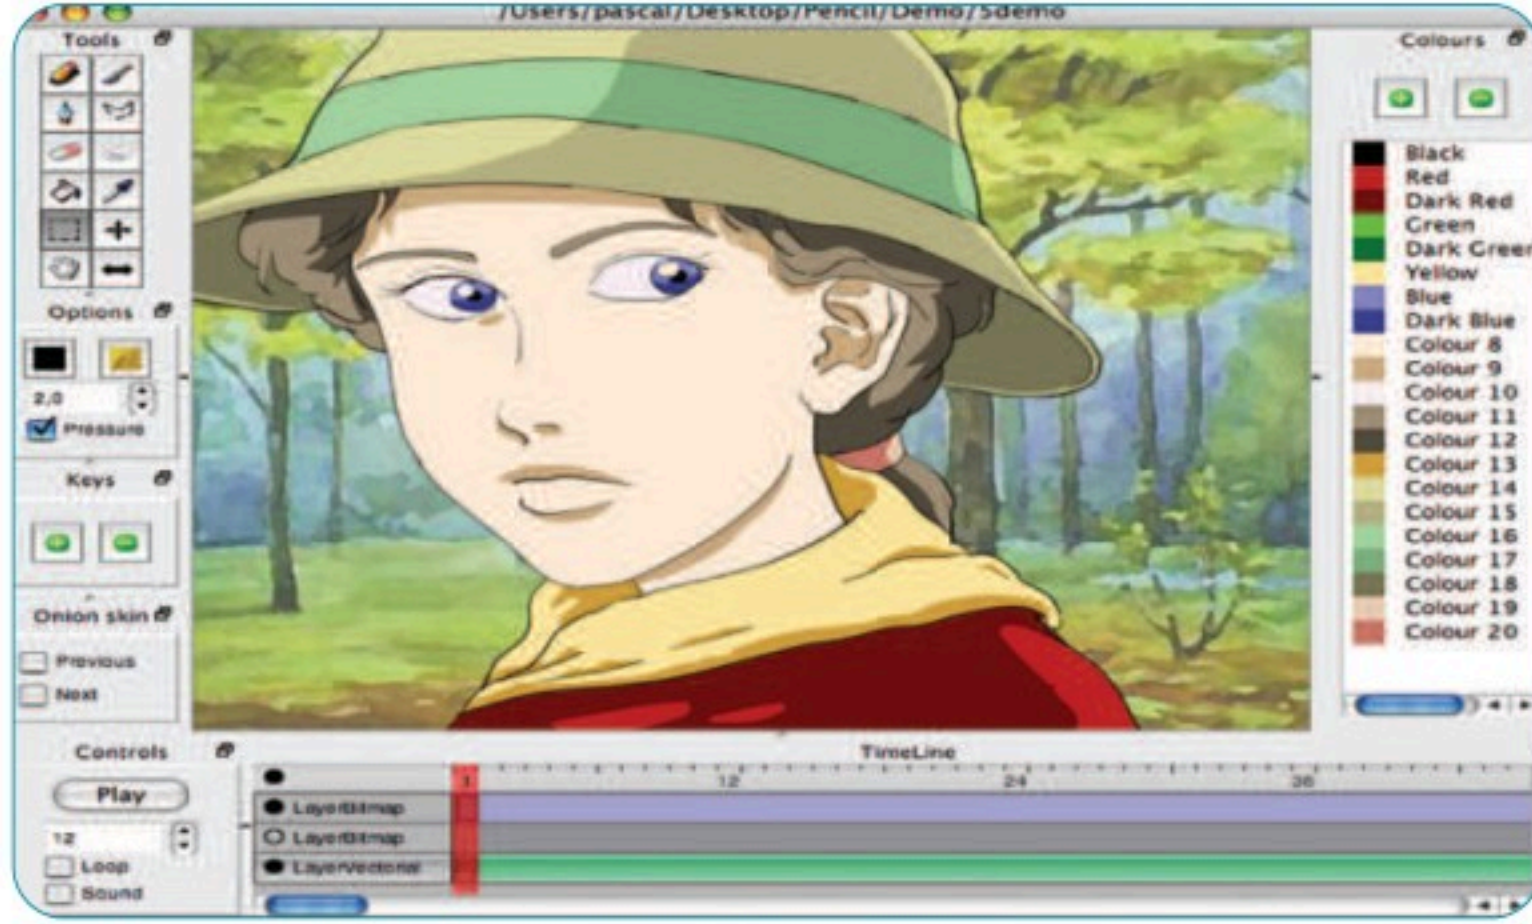 /Users/pascal/Desktop/Pencil/Demo/5demo
Tools
Options
2,0
Pressure
Keys
Onion skin
Previous
Next
Colours
Black
Red
Dark Red
Green
Dark Green
Yellow
Blue
Dark Blue
Colour 8
Colour 9
Colour 10
Colour 11
Colour 12
Colour 13
Colour 14
Colour 15
Colour 16
Colour 17
Colour 18
Colour 19
Colour 20
Controls
Play
12
Loop
Sound
TimeLine
1 12 24 36
LayerBitmap
LayerBitmap
LayerVectorial